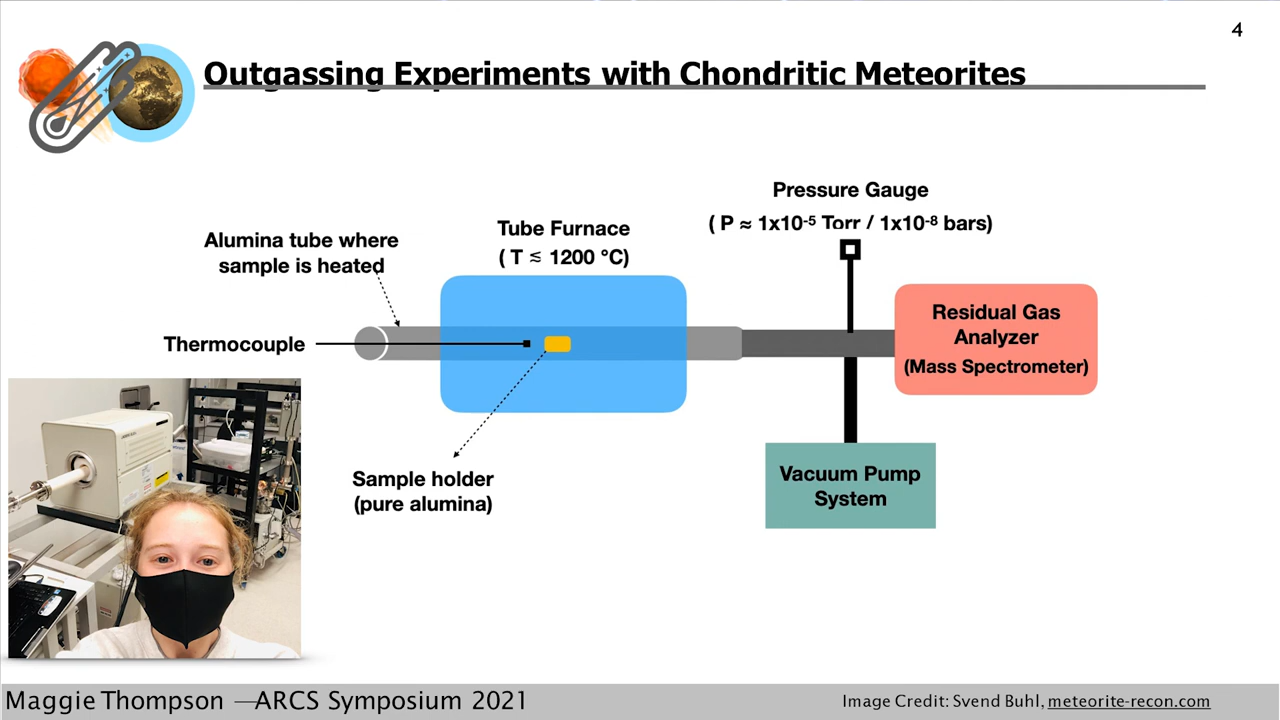 4
Outgassing Experiments with Chondritic Meteorites
Pressure Gauge
( P ≈ 1x10⁻⁵ Torr / 1x10⁻⁸ bars)
Tube Furnace
( T ≲ 1200 °C)
Alumina tube where
sample is heated
Thermocouple
Residual Gas
Analyzer
(Mass Spectrometer)
Sample holder
(pure alumina)
Vacuum Pump
System
Maggie Thompson —ARCS Symposium 2021
Image Credit: Svend Buhl, meteorite-recon.com